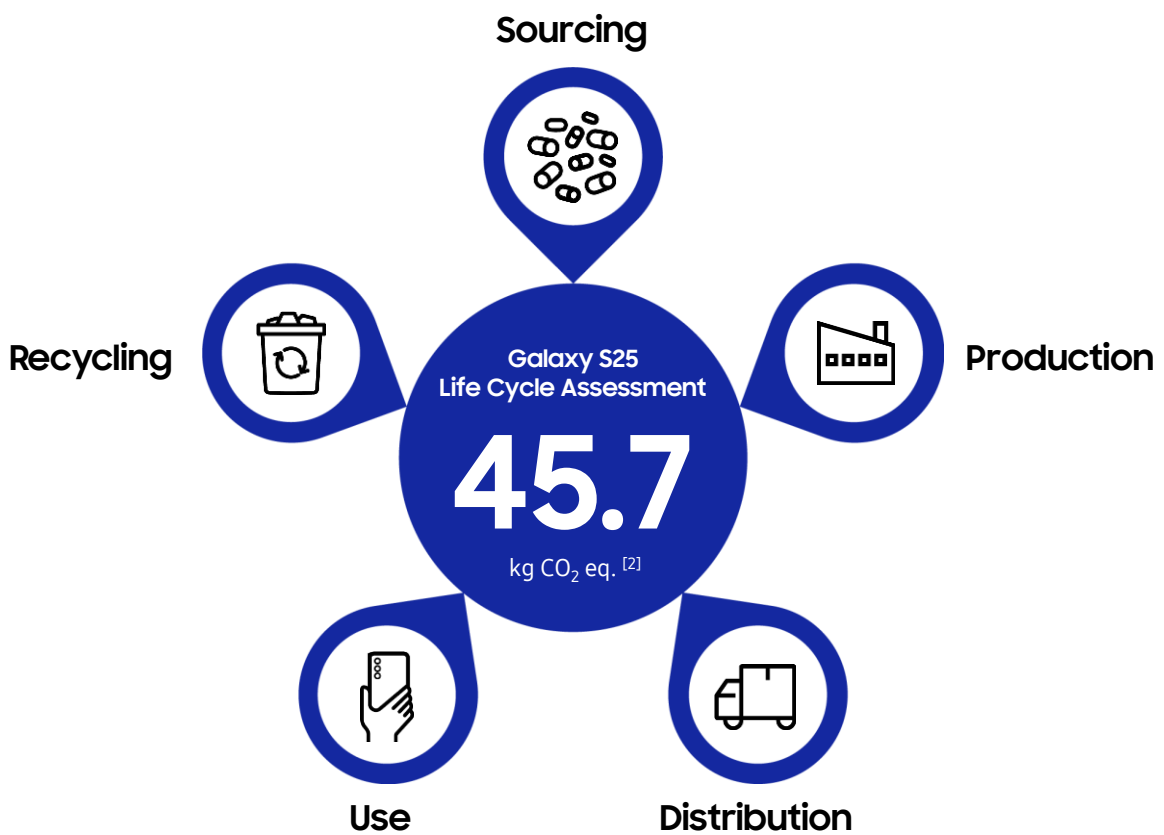 Sourcing
Recycling
Production
Galaxy S25
Life Cycle Assessment
45.7
kg CO₂ eq. [2]
Use
Distribution